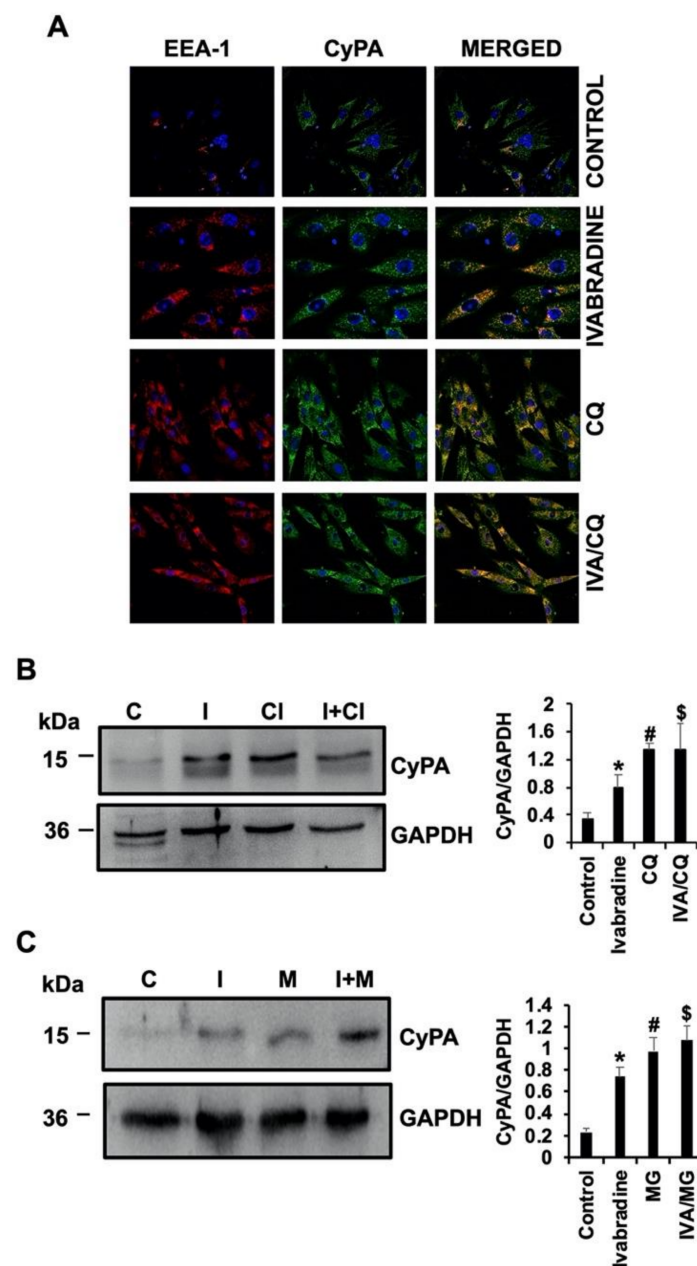 A
EEA-1 CyPA MERGED
CONTROL
IVABRADINE
CQ
IVA/CQ
B
kDa C I Cl I+Cl
15 CyPA
36 GAPDH
CyPA/GAPDH
2
1.6
1.2
0.8
0.4
0
* # $
Control Ivabradine CQ IVA/CQ
C
kDa C I M I+M
15 CyPA
36 GAPDH
CyPA/GAPDH
1.4
1.2
1
0.8
0.6
0.4
0.2
0
* # $
Control Ivabradine MG IVA/MG